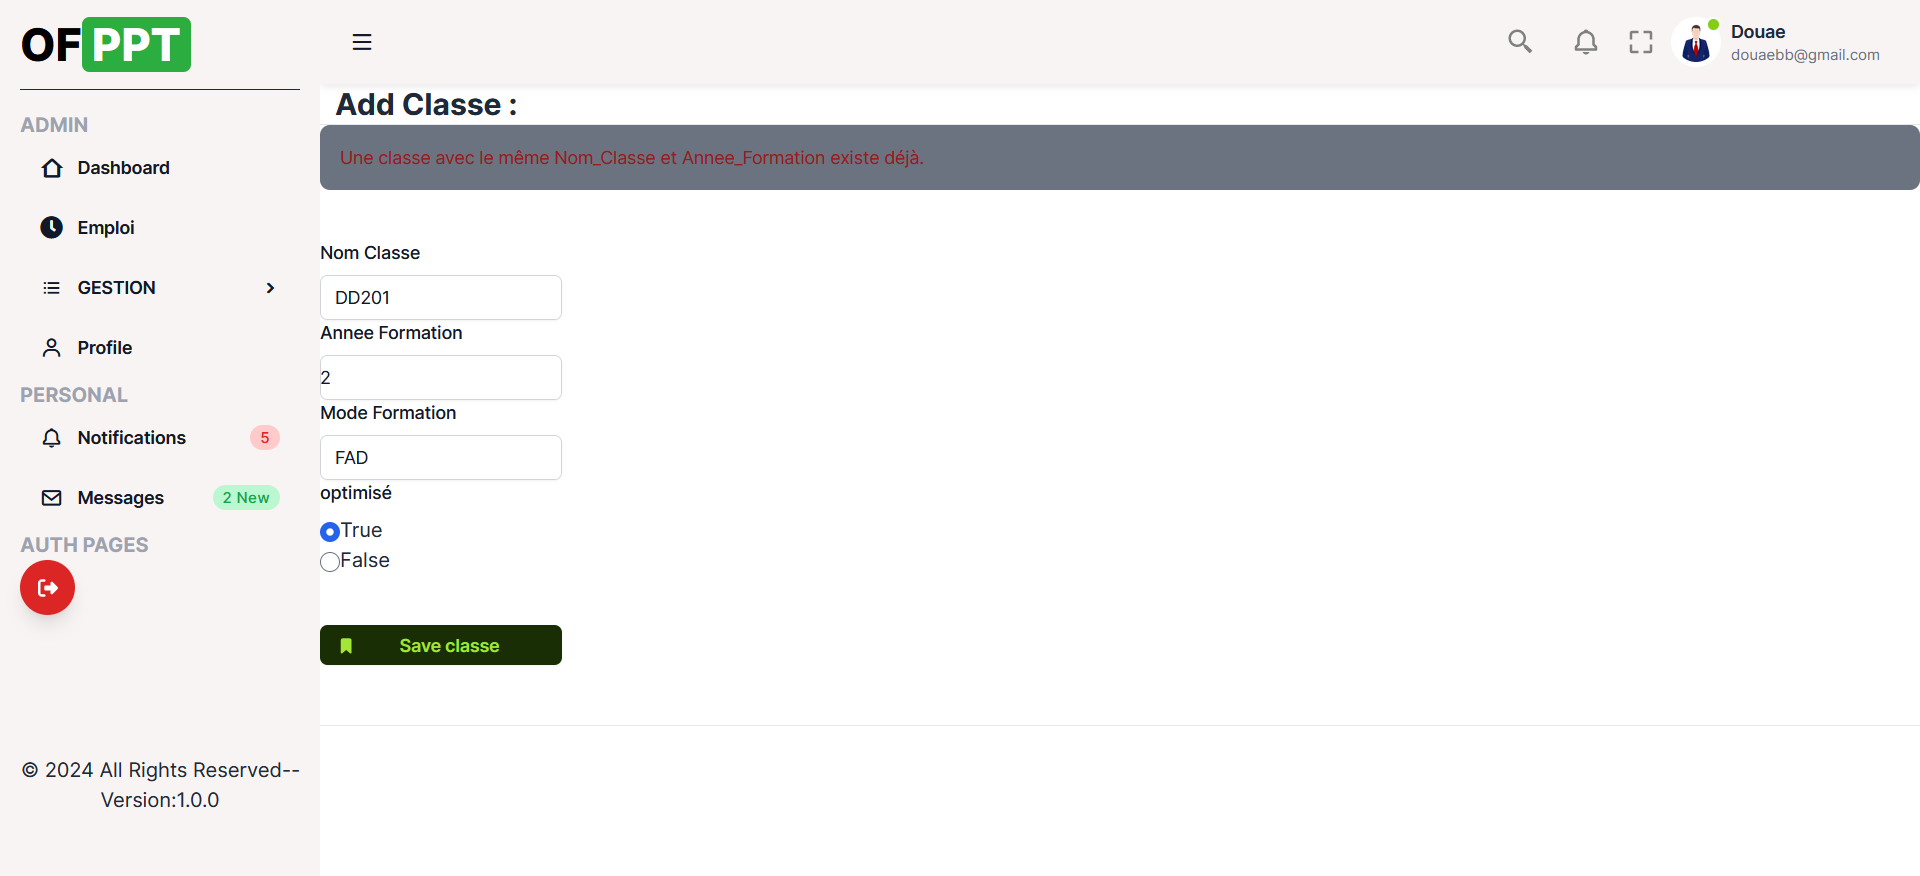 OFPPT
ADMIN
Dashboard
Emploi
GESTION
Profile
PERSONAL
Notifications 5
Messages 2 New
AUTH PAGES
© 2024 All Rights Reserved--
Version:1.0.0
Douae
douaebb@gmail.com
Add Classe :
Une classe avec le même Nom_Classe et Annee_Formation existe déjà.
Nom Classe
DD201
Annee Formation
2
Mode Formation
FAD
optimisé
True
False
Save classe